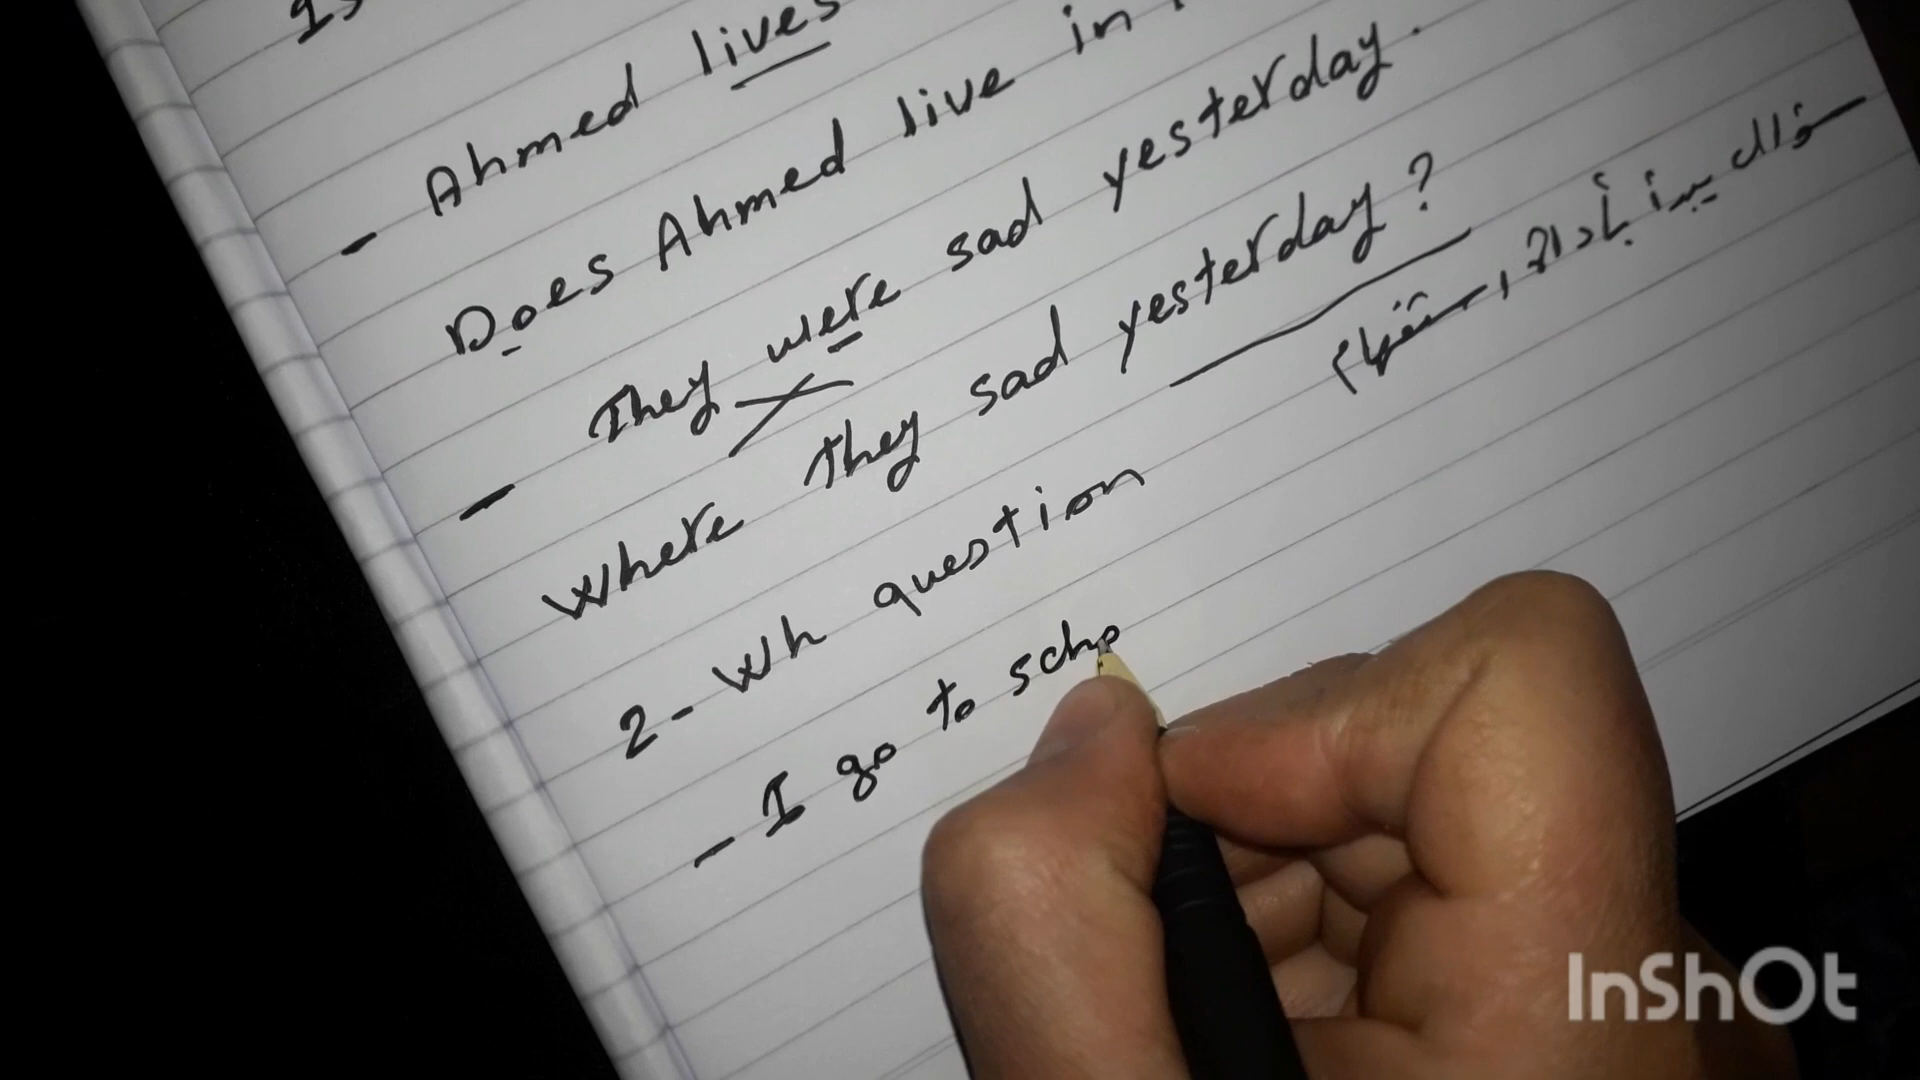 - Ahmed lives
Does Ahmed live in
- They were sad yesterday.
Where they sad yesterday?
2- Wh question
سؤال يبدأ بأداة استفهام
- I go to scho
InShOt